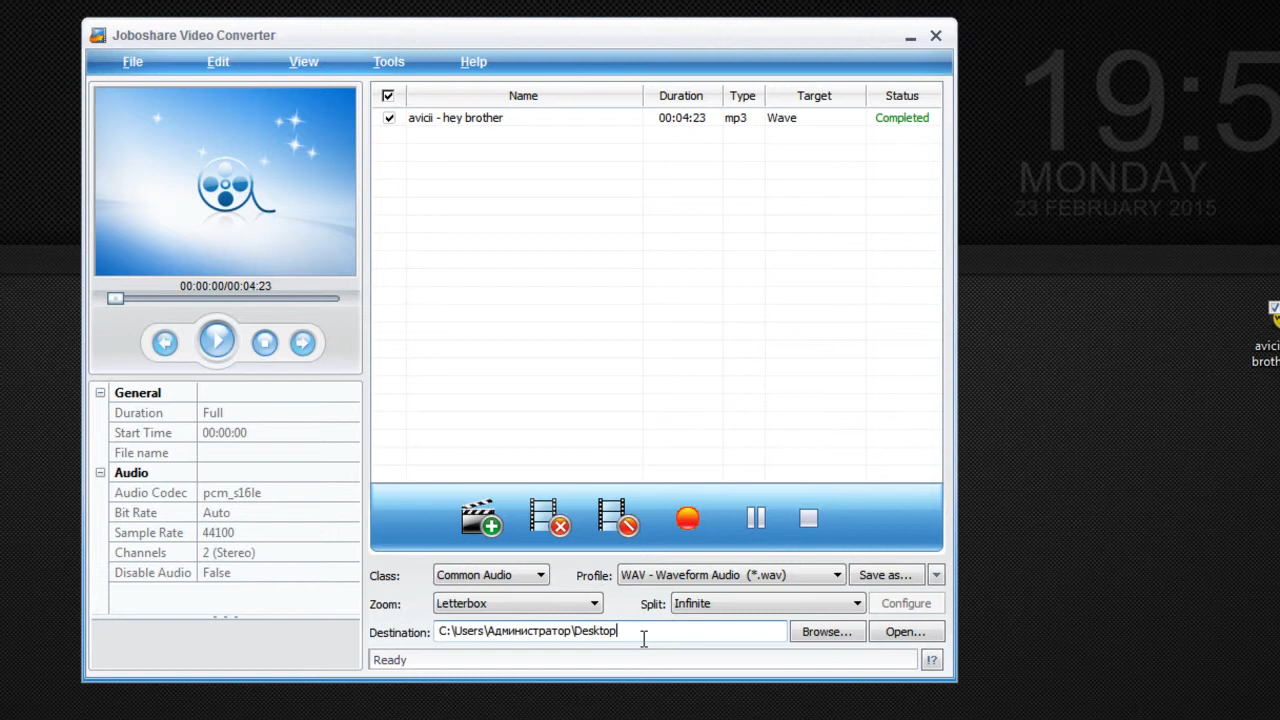 Joboshare Video Converter
File Edit View Tools Help
Name Duration Type Target Status
avicii - hey brother 00:04:23 mp3 Wave Completed
00:00:00/00:04:23
General
Duration Full
Start Time 00:00:00
File name
Audio
Audio Codec pcm_s16le
Bit Rate Auto
Sample Rate 44100
Channels 2 (Stereo)
Disable Audio False
Class: Common Audio Profile: WAV - Waveform Audio (*.wav) Save as...
Zoom: Letterbox Split: Infinite Configure
Destination: C:\Users\Администратор\Desktop Browse... Open...
Ready !?
19:5
MONDAY
23 FEBRUARY 2015
avici
broth